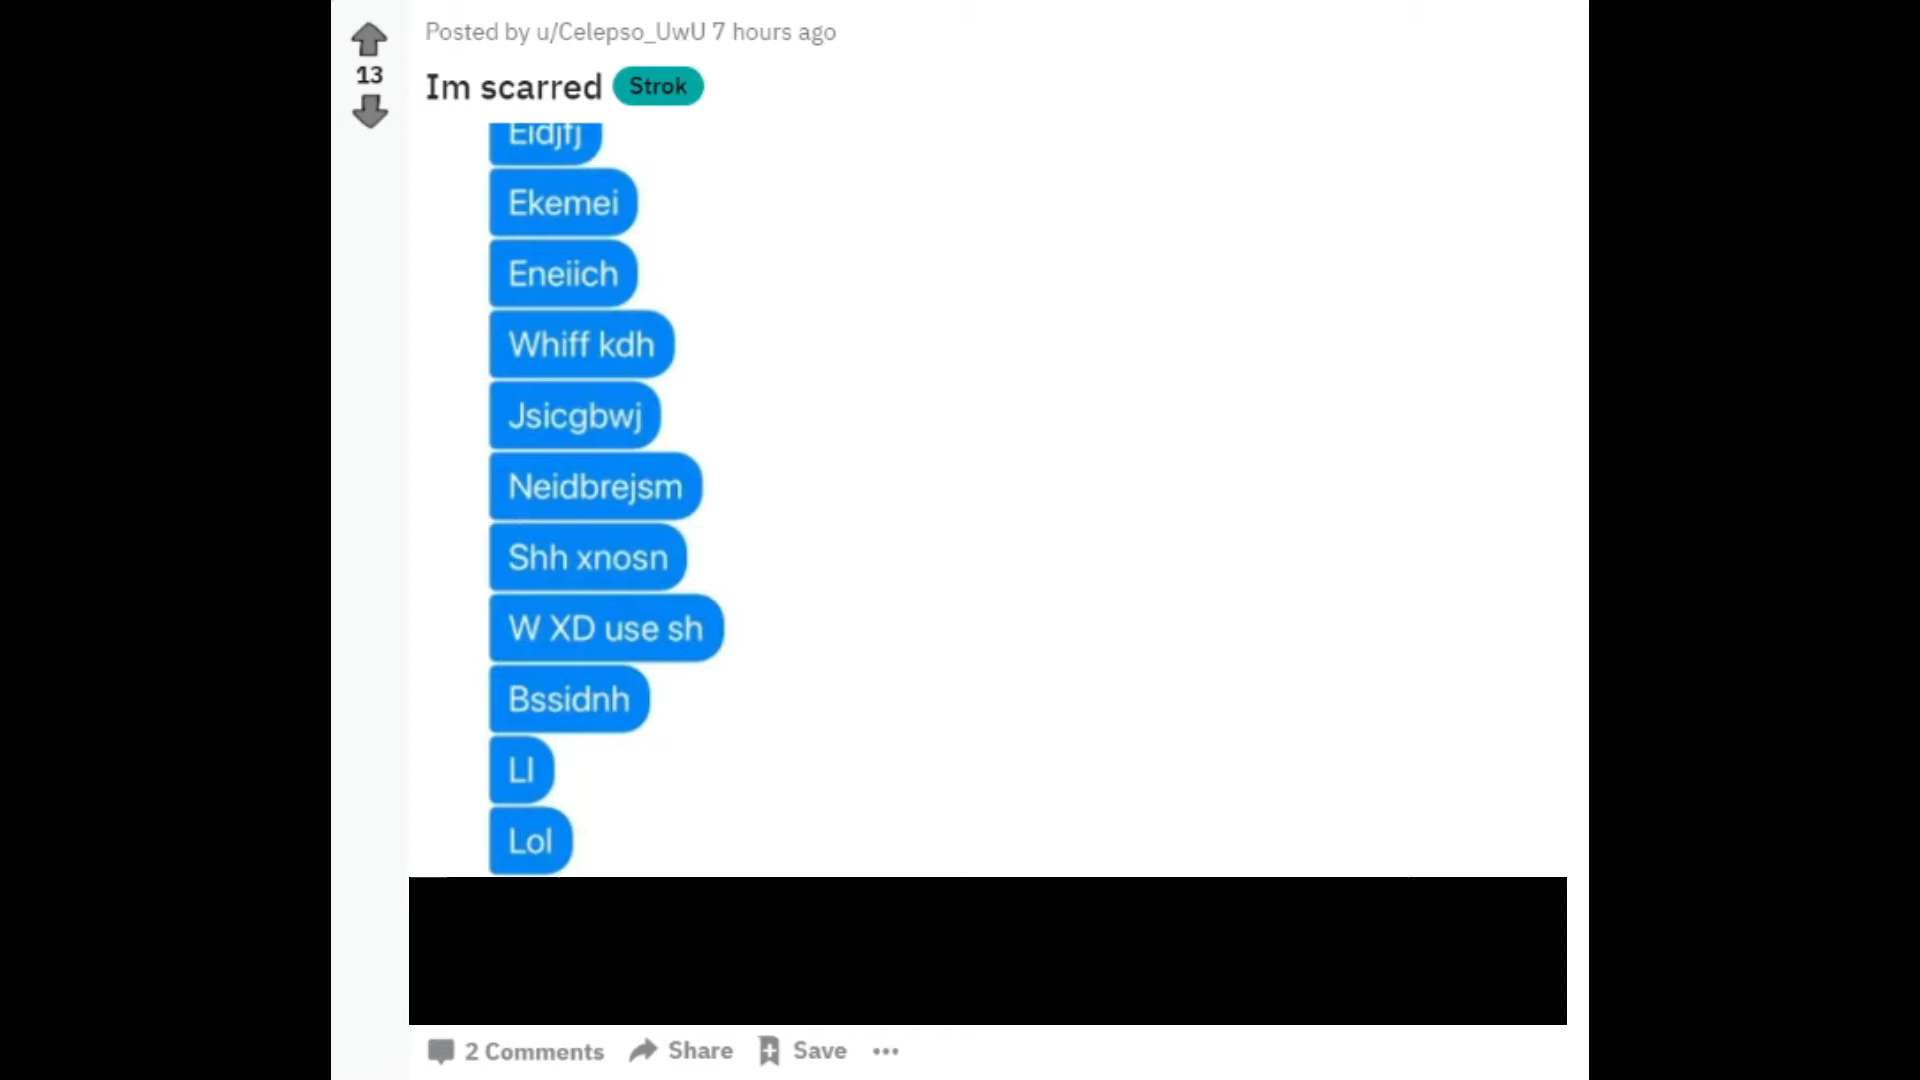 Posted by u/Celepso_UwU 7 hours ago
13
Im scarred Strok
Eidjfj
Ekemei
Eneiich
Whiff kdh
Jsicgbwj
Neidbrejsm
Shh xnosn
W XD use sh
Bssidnh
Ll
Lol
2 Comments Share Save